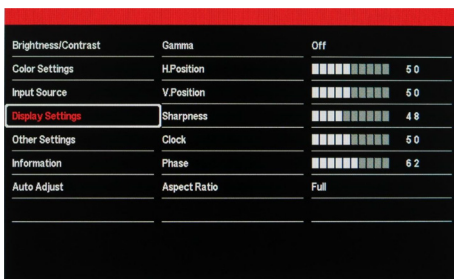 Brightness/Contrast Gamma Off
Color Settings H.Position 50
Input Source V.Position 50
Display Settings Sharpness 48
Other Settings Clock 50
Information Phase 62
Auto Adjust Aspect Ratio Full